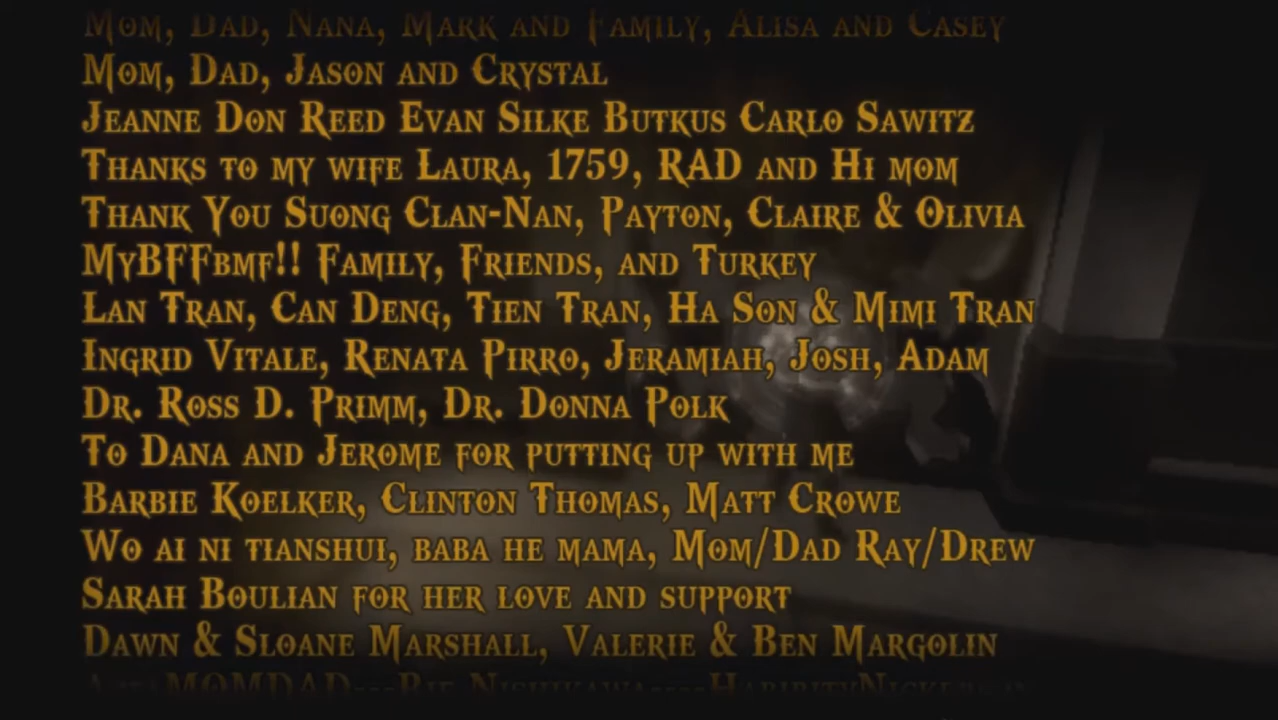 Mom, Dad, Nana, Mark and Family, Alisa and Casey
Mom, Dad, Jason and Crystal
Jeanne Don Reed Evan Silke Butkus Carlo Sawitz
Thanks to my wife Laura, 1759, RAD and Hi mom
Thank You Suong Clan-Nan, Payton, Claire & Olivia
MyBFFbmf!! Family, Friends, and Turkey
Lan Tran, Can Deng, Tien Tran, Ha Son & Mimi Tran
Ingrid Vitale, Renata Pirro, Jeramiah, Josh, Adam
Dr. Ross D. Primm, Dr. Donna Polk
To Dana and Jerome for putting up with me
Barbie Koelker, Clinton Thomas, Matt Crowe
Wo ai ni tianshui, baba he mama, Mom/Dad Ray/Drew
Sarah Boulian for her love and support
Dawn & Sloane Marshall, Valerie & Ben Margolin